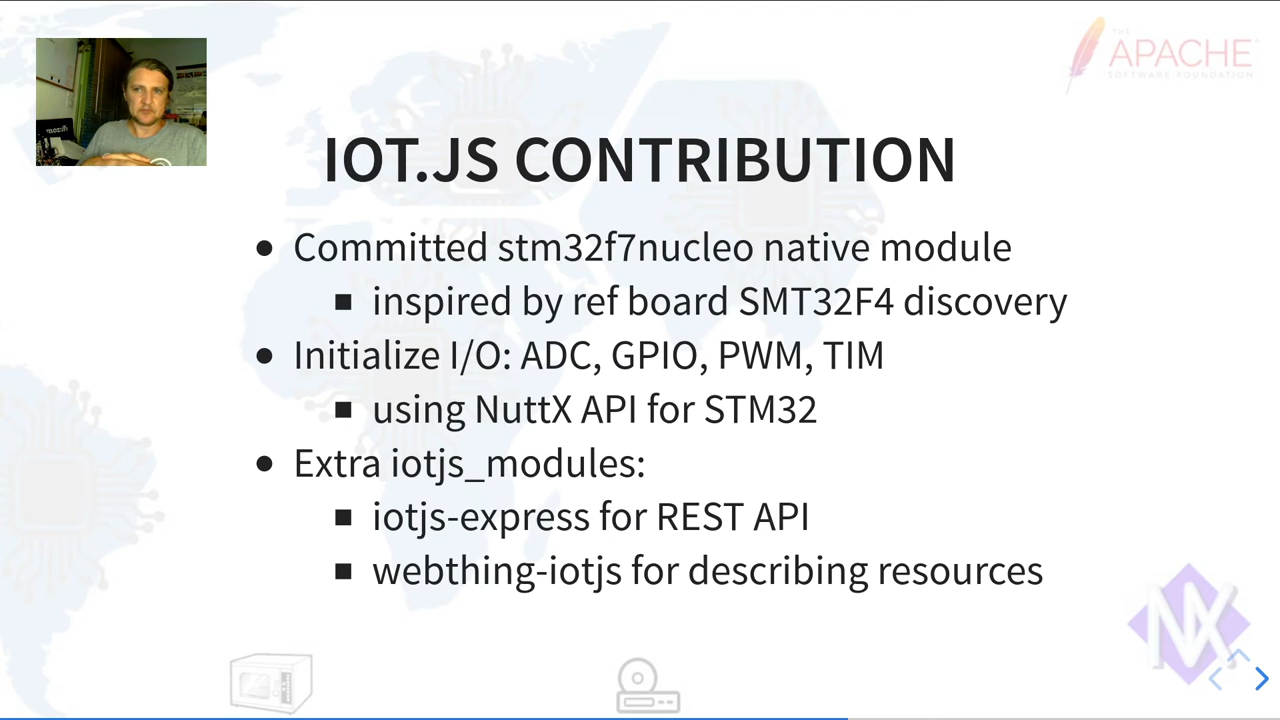 THE
APACHE
SOFTWARE FOUNDATION
IOT.JS CONTRIBUTION
Committed stm32f7nucleo native module
inspired by ref board SMT32F4 discovery
Initialize I/O: ADC, GPIO, PWM, TIM
using NuttX API for STM32
Extra iotjs_modules:
iotjs-express for REST API
webthing-iotjs for describing resources
NX